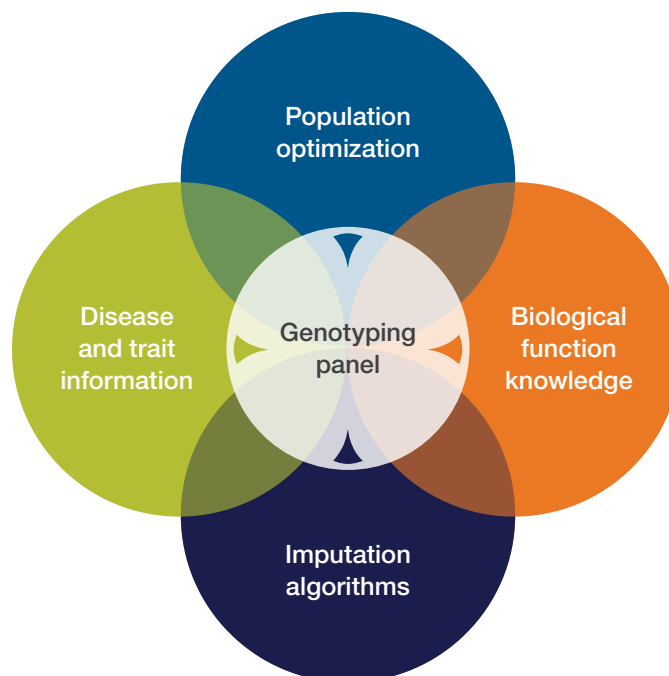 Population
optimization
Disease
and trait
information
Genotyping
panel
Biological
function
knowledge
Imputation
algorithms